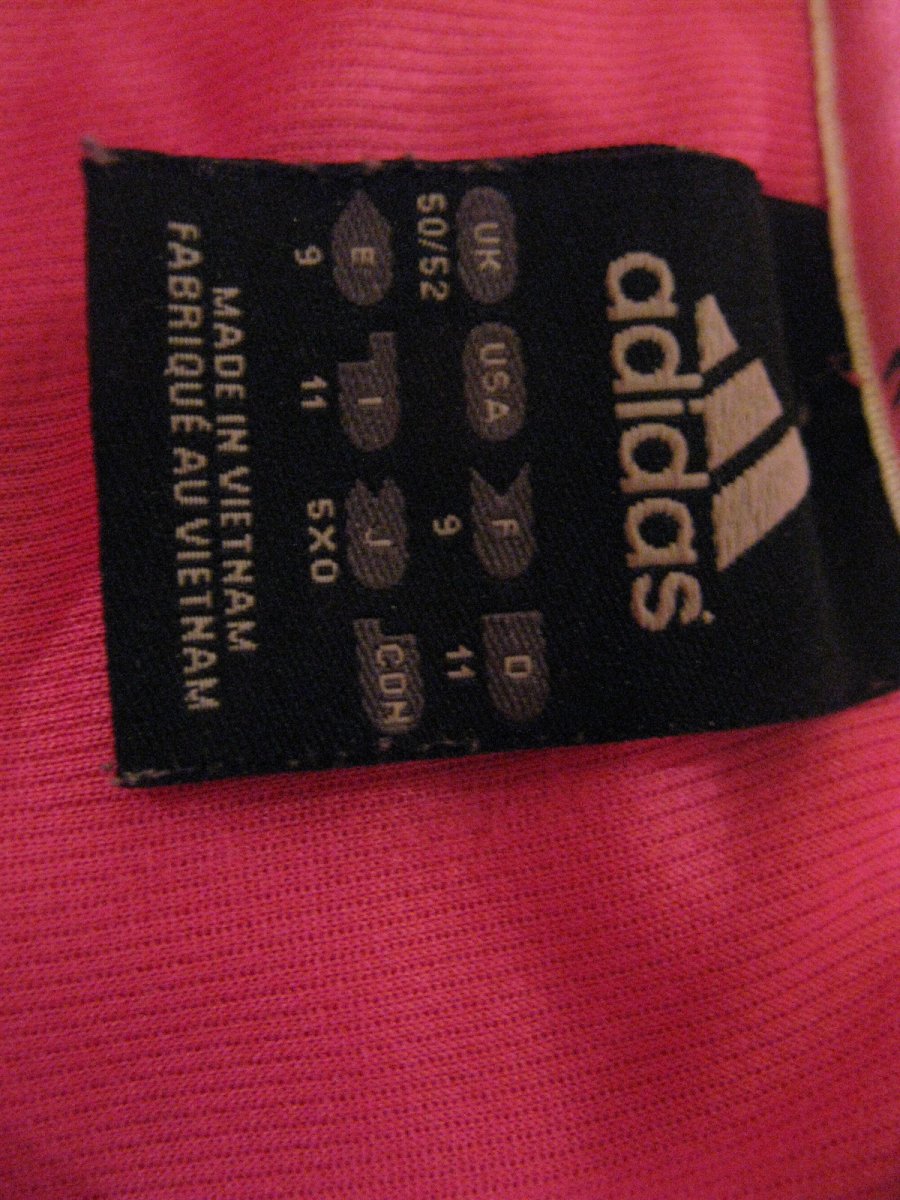 adidas
UK USA F D
50/52 9 11
E I J CDN
9 11 5XO
MADE IN VIETNAM
FABRIQUÉ AU VIETNAM